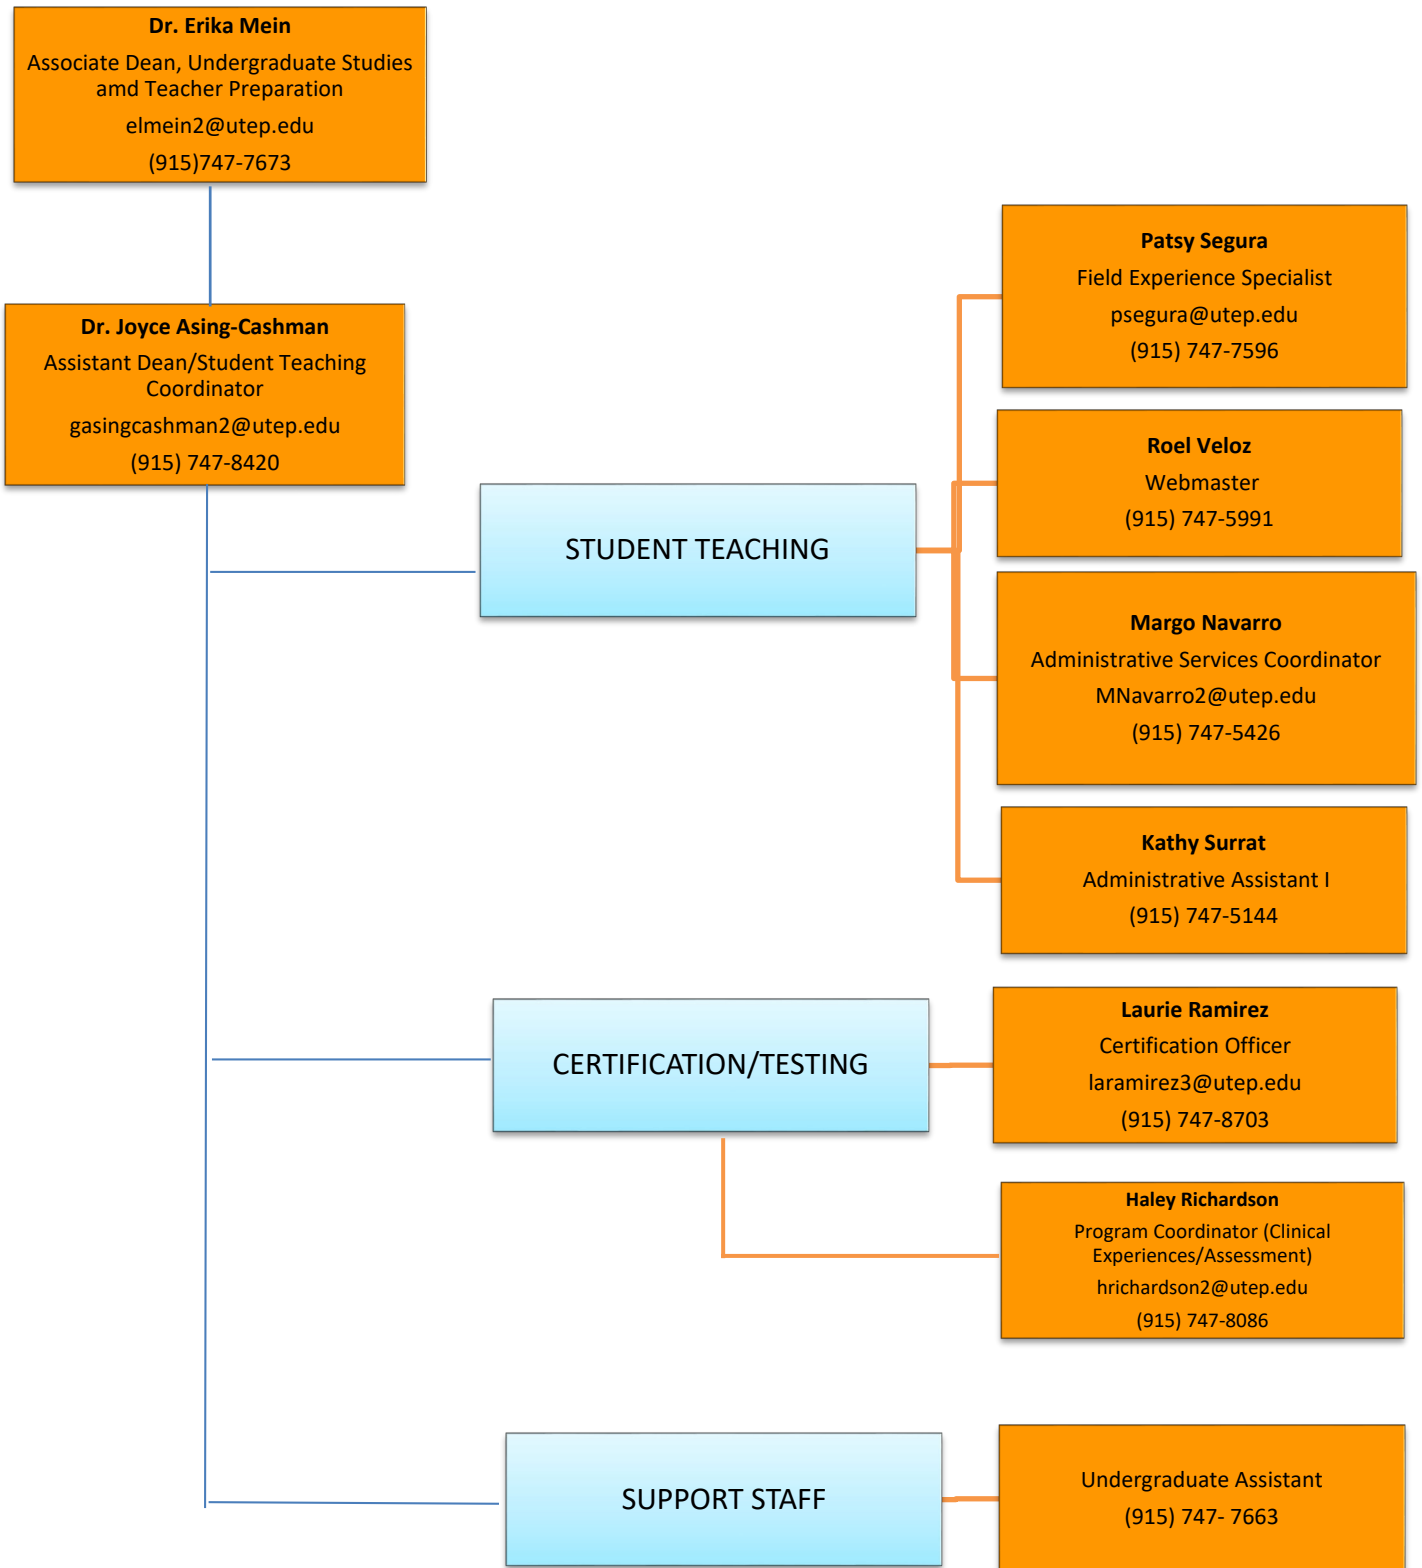 Dr. Erika Mein
Associate Dean, Undergraduate Studies
amd Teacher Preparation
elmein2@utep.edu
(915)747-7673
Dr. Joyce Asing-Cashman
Assistant Dean/Student Teaching
Coordinator
gasingcashman2@utep.edu
(915) 747-8420
STUDENT TEACHING
Patsy Segura
Field Experience Specialist
psegura@utep.edu
(915) 747-7596
Roel Veloz
Webmaster
(915) 747-5991
Margo Navarro
Administrative Services Coordinator
MNavarro2@utep.edu
(915) 747-5426
Kathy Surrat
Administrative Assistant I
(915) 747-5144
CERTIFICATION/TESTING
Laurie Ramirez
Certification Officer
laramirez3@utep.edu
(915) 747-8703
Haley Richardson
Program Coordinator (Clinical
Experiences/Assessment)
hrichardson2@utep.edu
(915) 747-8086
SUPPORT STAFF
Undergraduate Assistant
(915) 747- 7663